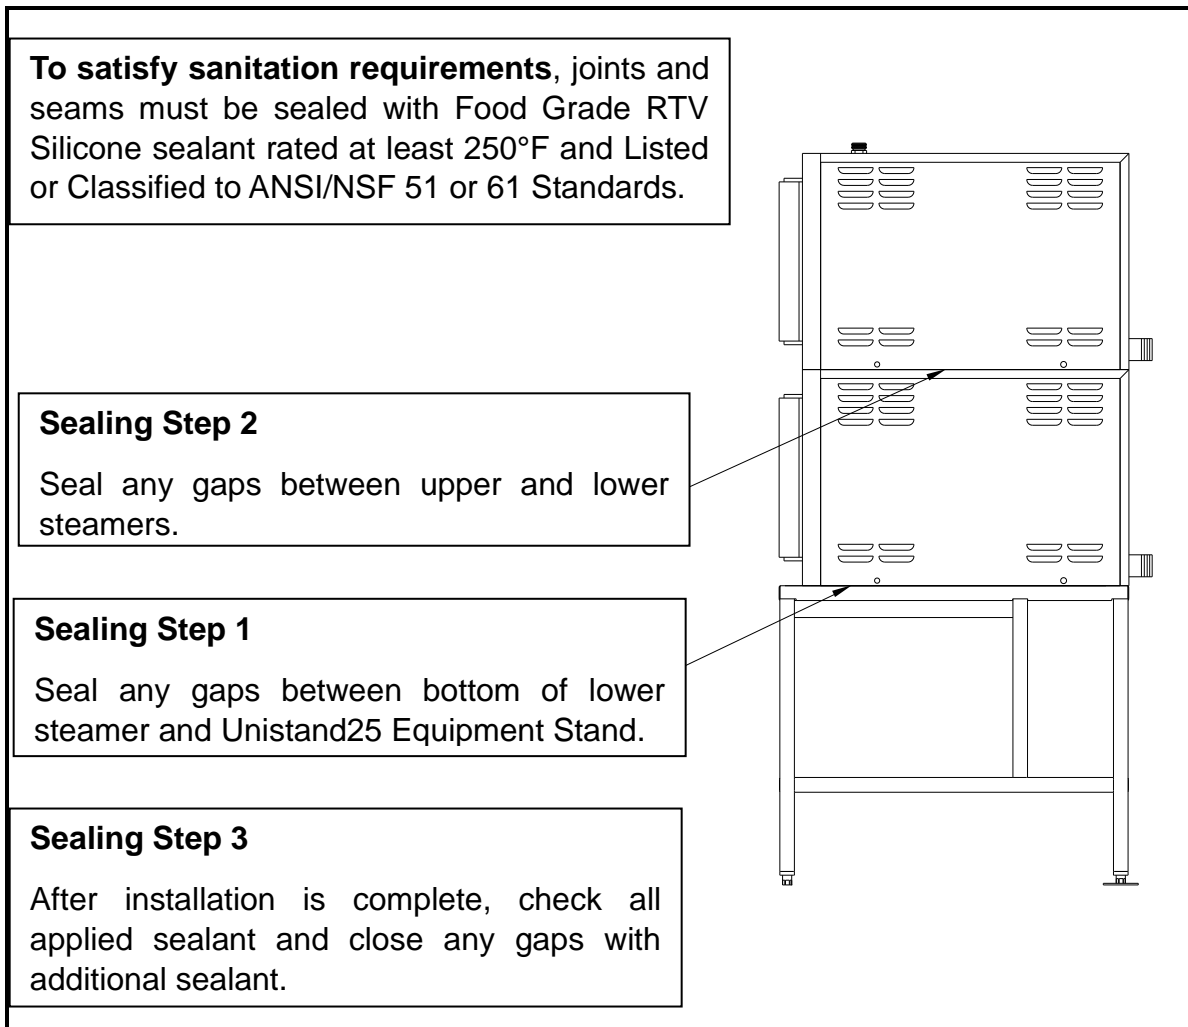 To satisfy sanitation requirements, joints and
seams must be sealed with Food Grade RTV
Silicone sealant rated at least 250°F and Listed
or Classified to ANSI/NSF 51 or 61 Standards.
Sealing Step 2
Seal any gaps between upper and lower
steamers.
Sealing Step 1
Seal any gaps between bottom of lower
steamer and Unistand25 Equipment Stand.
Sealing Step 3
After installation is complete, check all
applied sealant and close any gaps with
additional sealant.